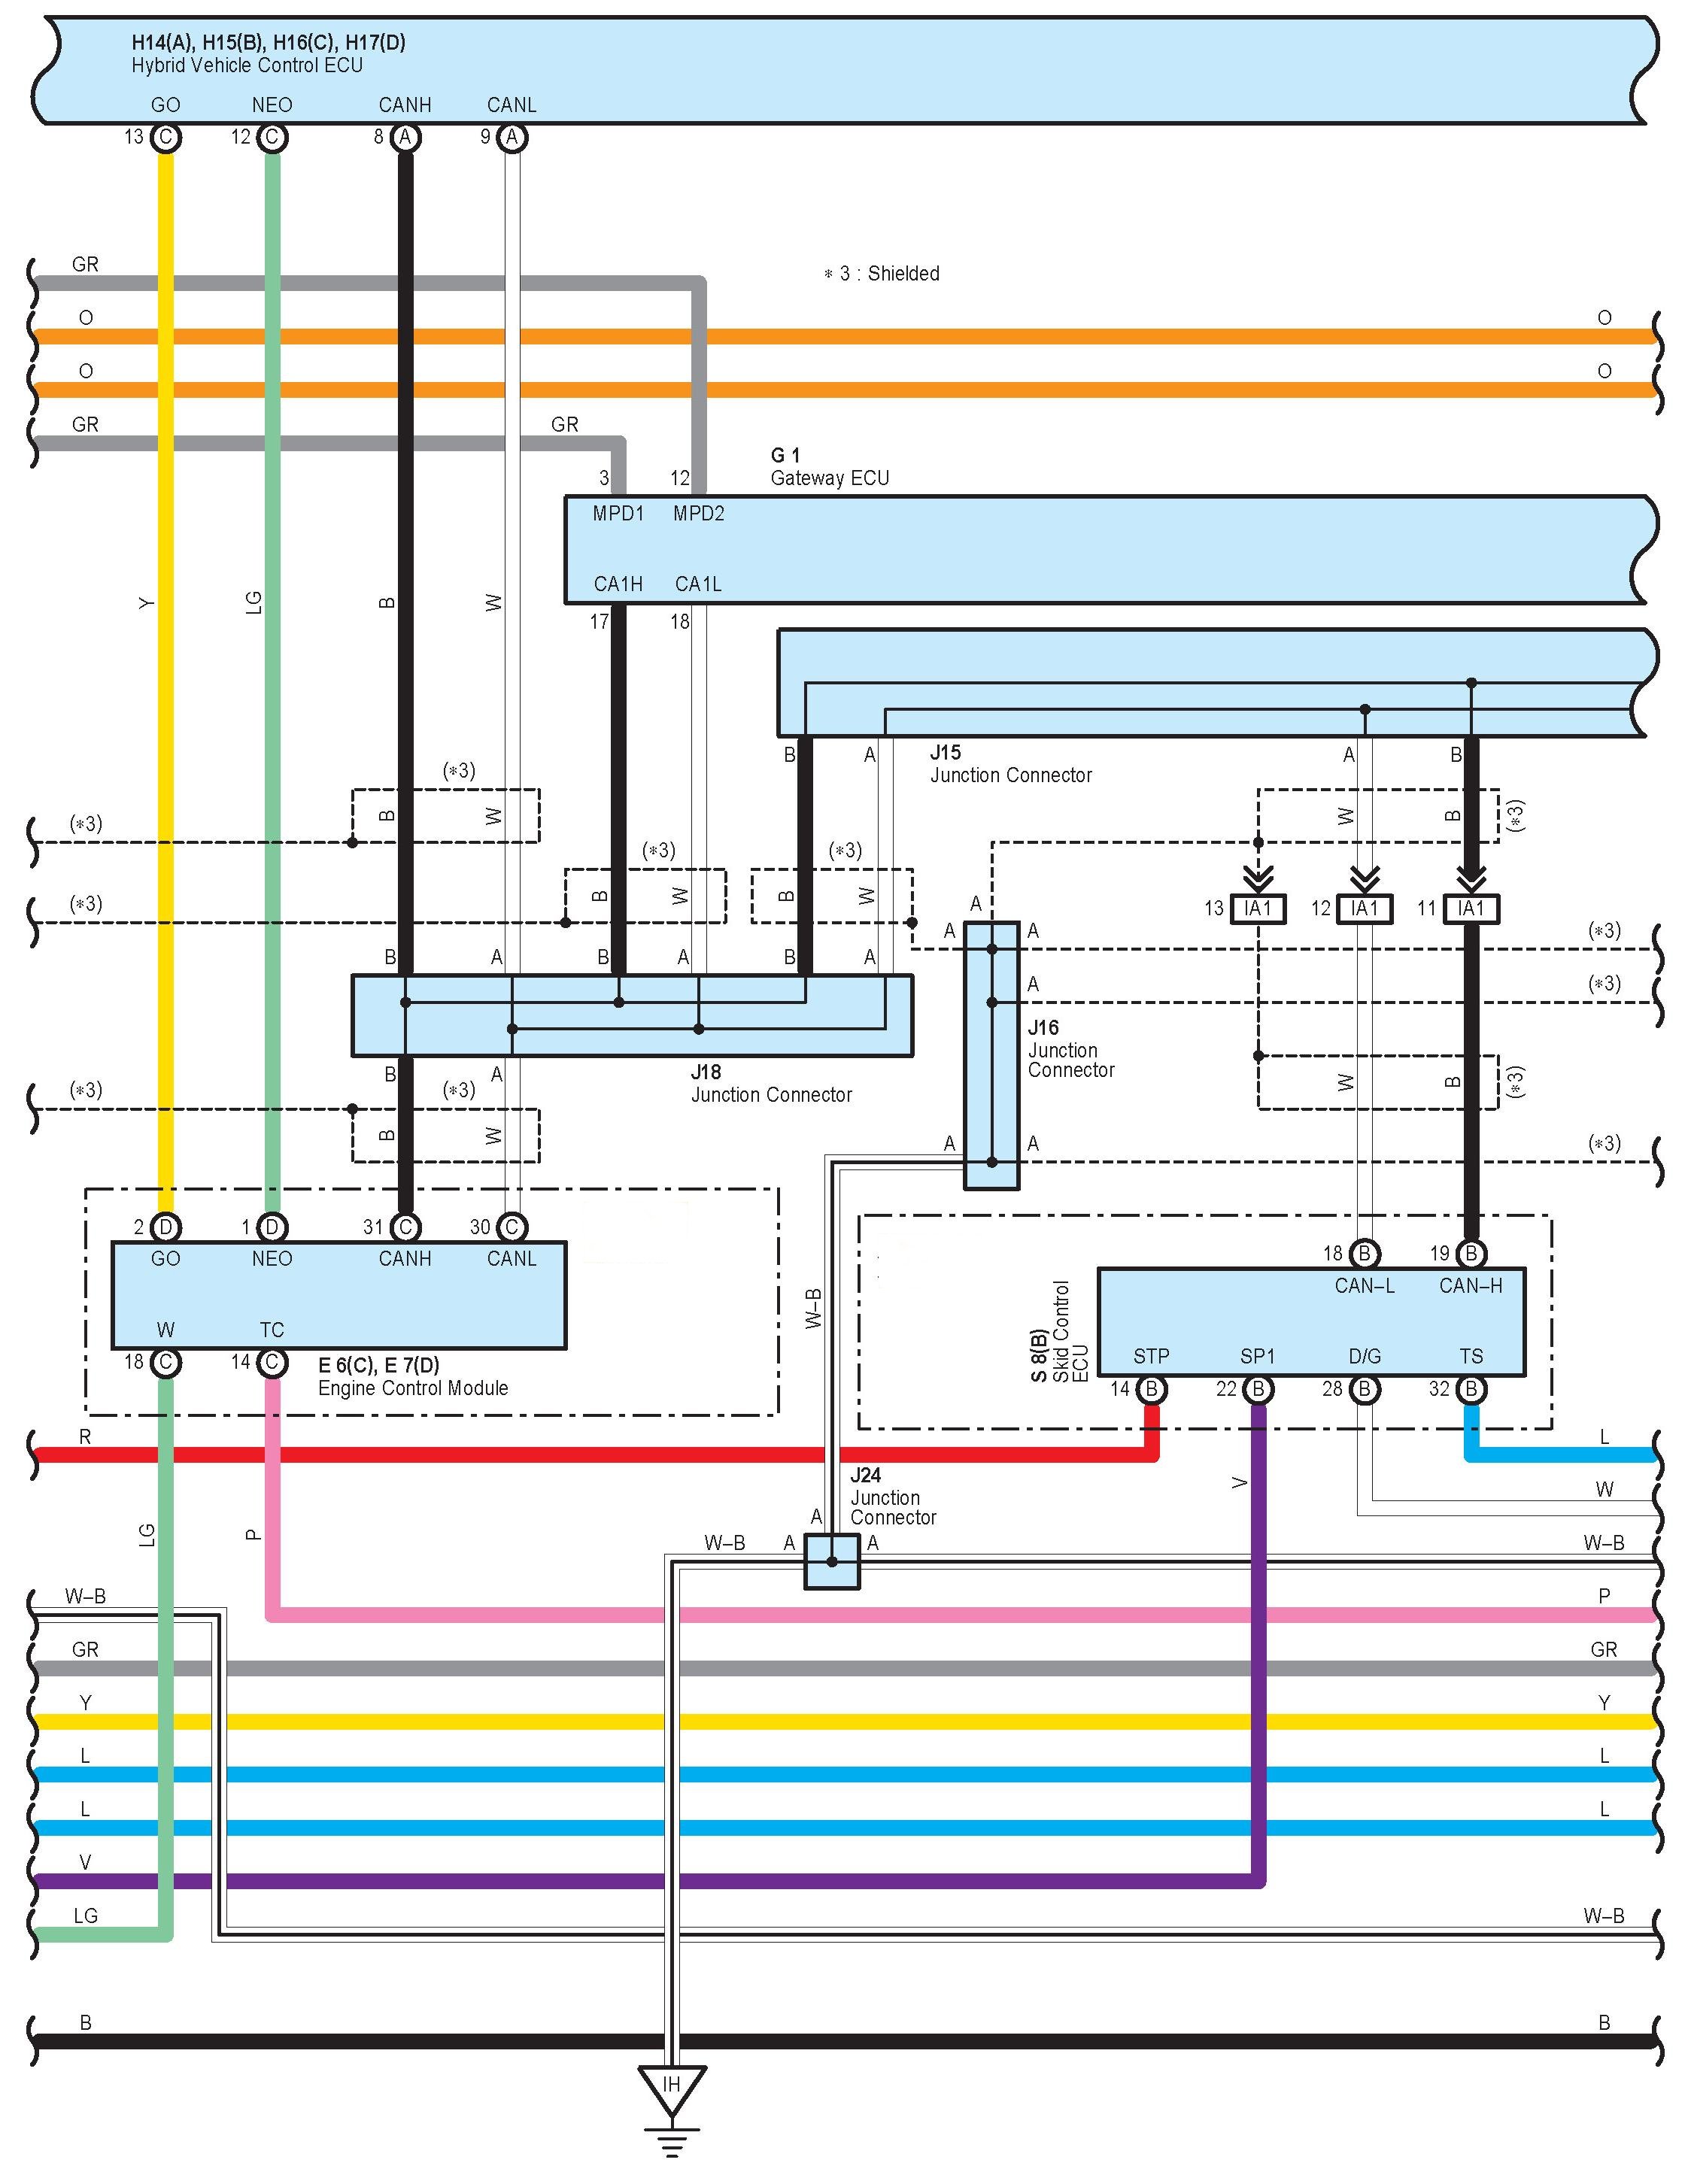 H14(A), H15(B), H16(C), H17(D)
Hybrid Vehicle Control ECU
GO NEO CANH CANL
13 C 12 C 8 A 9 A
GR
∗ 3 : Shielded
O O
O O
GR GR
G 1
Gateway ECU
3 12
MPD1 MPD2
CA1H CA1L
Y LG B W
17 18
B A A B
J15
Junction Connector
(∗3)
B W W B (∗3)
(∗3)
(∗3) (∗3)
B W B W
(∗3)
A
13 IA1 12 IA1 11 IA1
A A (∗3)
B A B A B A
A (∗3)
J16
Junction
Connector
J18
Junction Connector
B A
W B (∗3)
(∗3) (∗3)
B W
A A (∗3)
2 D 1 D 31 C 30 C
GO NEO CANH CANL
18 B 19 B
CAN–L CAN–H
W–B
W TC
18 C 14 C
E 6(C), E 7(D)
Engine Control Module
S 8(B)
Skid Control
ECU
STP SP1 D/G TS
14 B 22 B 28 B 32 B
R L
J24
Junction
Connector
V
W
A
LG P
W–B A A W–B
W–B P
GR GR
Y Y
L L
L L
V
LG W–B
B B
IH